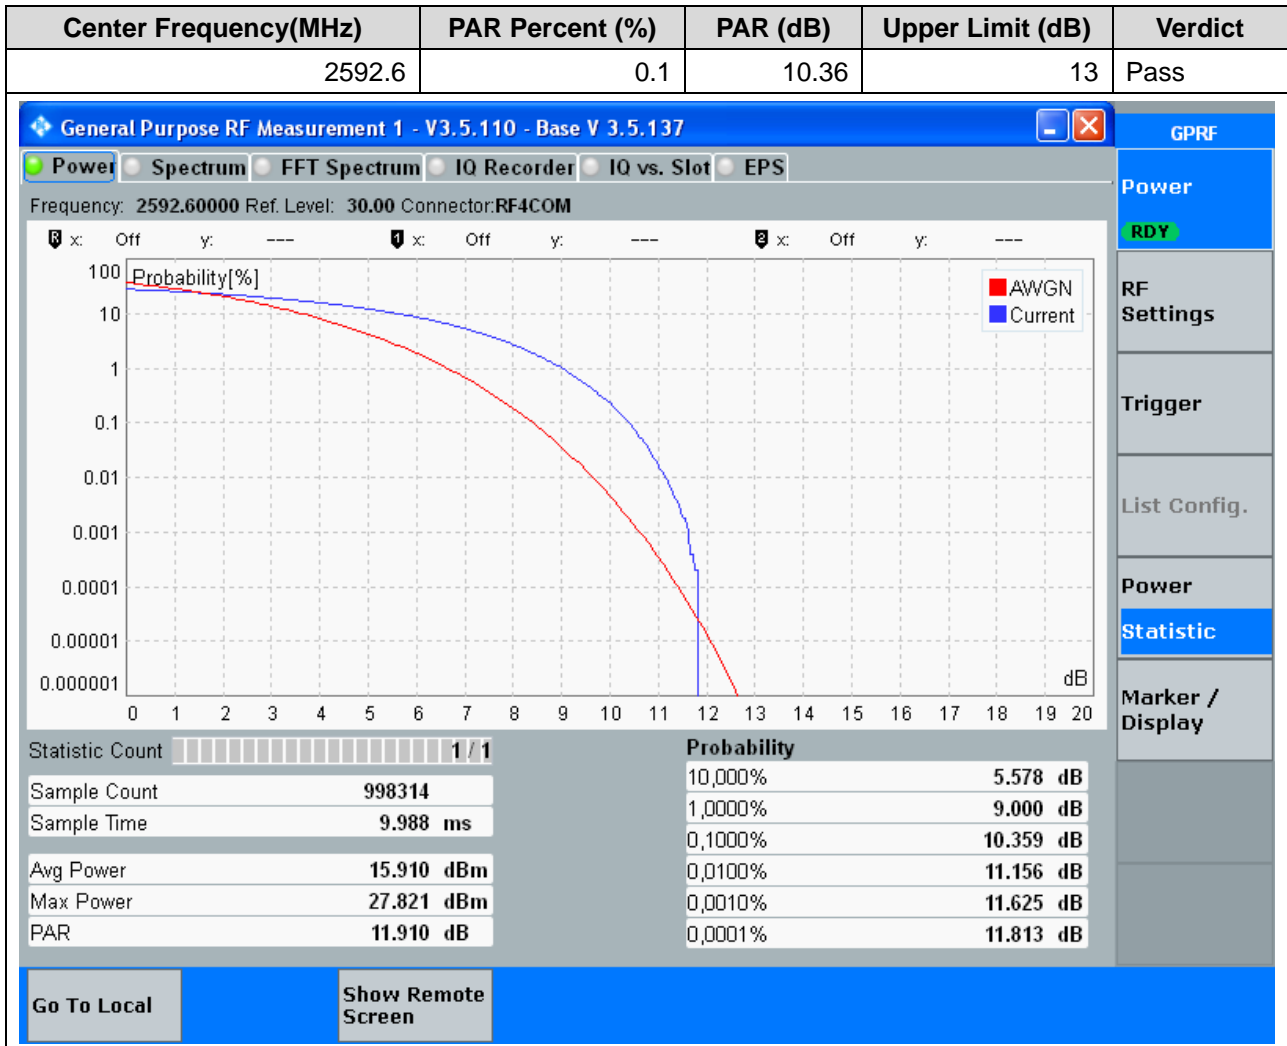 Center Frequency(MHz) PAR Percent (%) PAR (dB) Upper Limit (dB) Verdict
2592.6 0.1 10.36 13 Pass
General Purpose RF Measurement 1 - V3.5.110 - Base V 3.5.137
GPRF
Power Spectrum FFT Spectrum IQ Recorder IQ vs. Slot EPS
Power
RDY
Frequency: 2592.60000 Ref. Level: 30.00 Connector:RF4COM
R x: Off y: --- 1 x: Off y: --- 2 x: Off y: ---
Probability[%]
AWGN
Current
100
10
1
0.1
0.01
0.001
0.0001
0.00001
0.000001
dB
0 1 2 3 4 5 6 7 8 9 10 11 12 13 14 15 16 17 18 19 20
RF
Settings
Trigger
List Config.
Power
Statistic
Marker /
Display
Statistic Count 1 / 1
Sample Count 998314
Sample Time 9.988 ms
Avg Power 15.910 dBm
Max Power 27.821 dBm
PAR 11.910 dB
Probability
10,000% 5.578 dB
1,0000% 9.000 dB
0,1000% 10.359 dB
0,0100% 11.156 dB
0,0010% 11.625 dB
0,0001% 11.813 dB
Go To Local
Show Remote
Screen